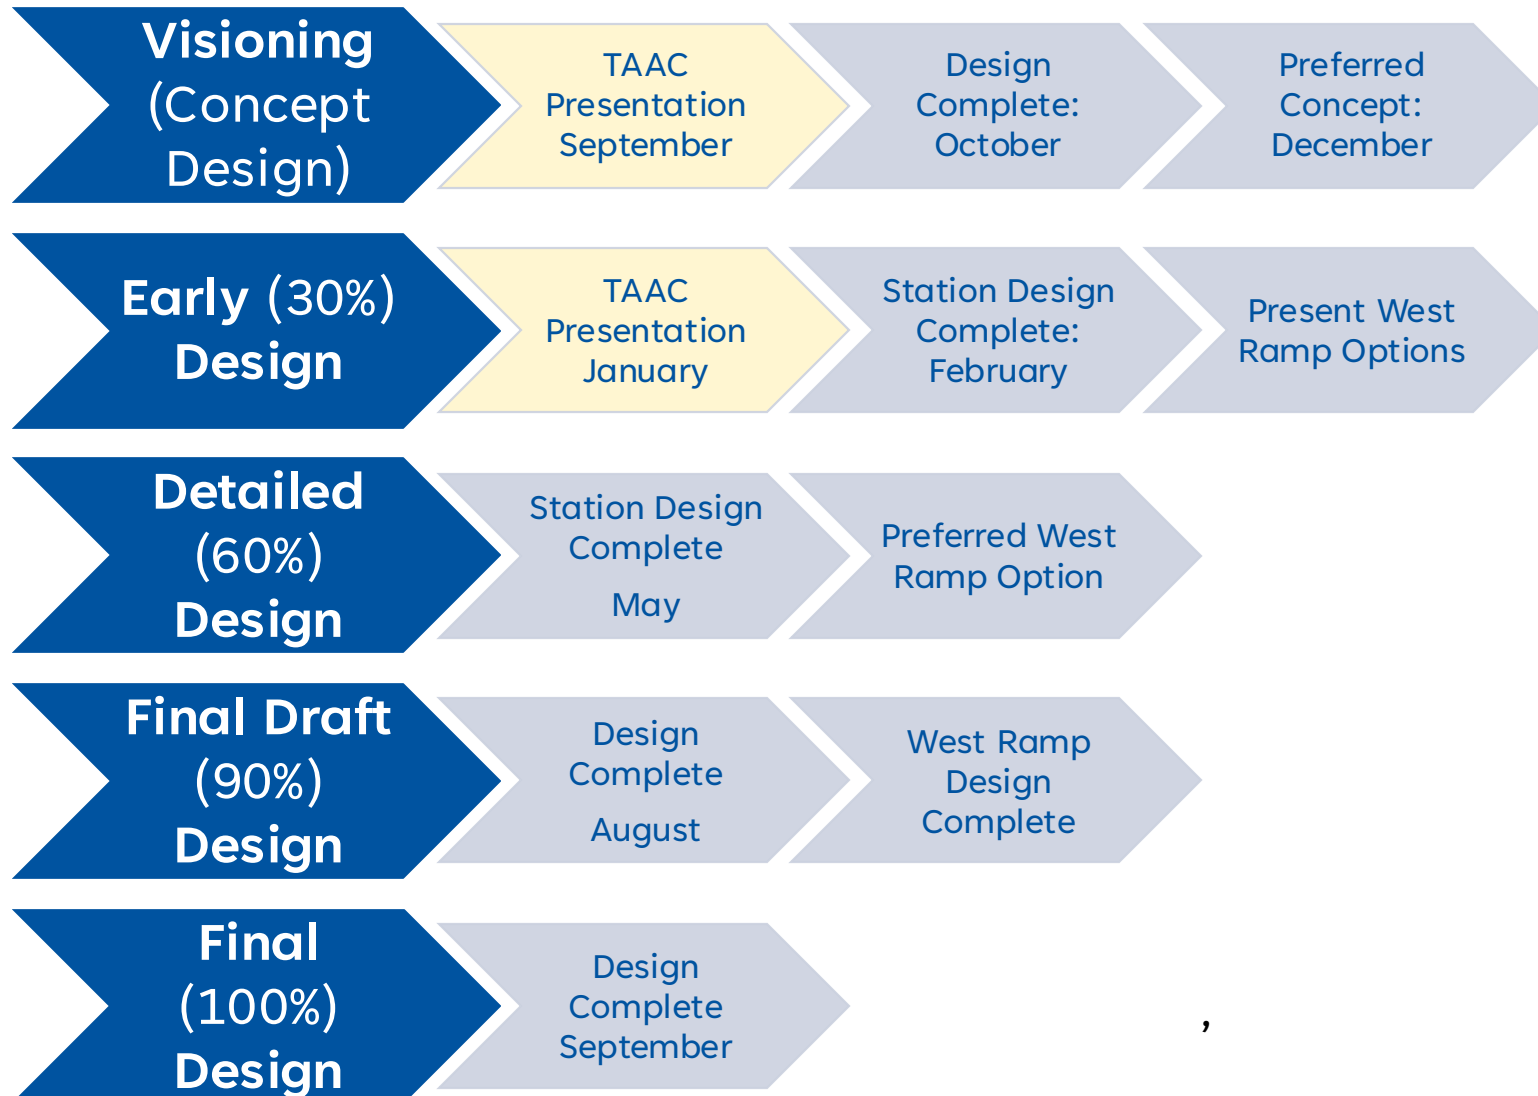 Visioning
(Concept
Design)
TAAC
Presentation
September
Design
Complete:
October
Preferred
Concept:
December
Early (30%)
Design
TAAC
Presentation
January
Station Design
Complete:
February
Present West
Ramp Options
Detailed
(60%)
Design
Station Design
Complete
May
Preferred West
Ramp Option
Final Draft
(90%)
Design
Design
Complete
August
West Ramp
Design
Complete
Final
(100%)
Design
Design
Complete
September
,